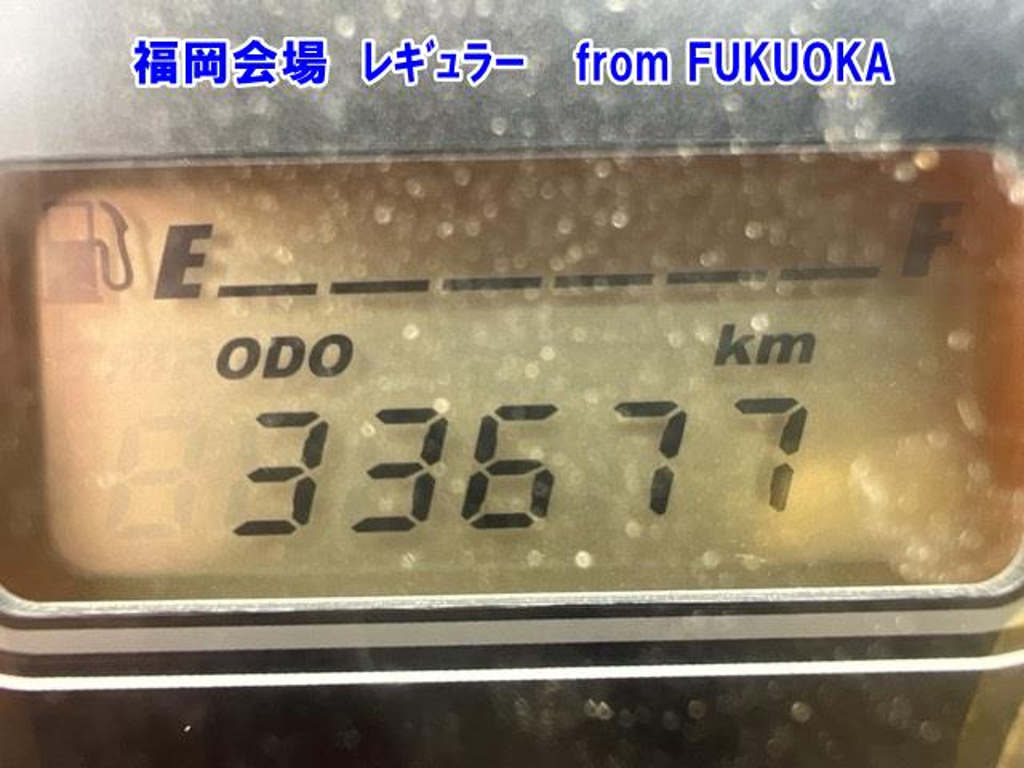 福岡会場 ﾚｷﾞｭﾗｰ from FUKUOKA
E F
ODO km
33677